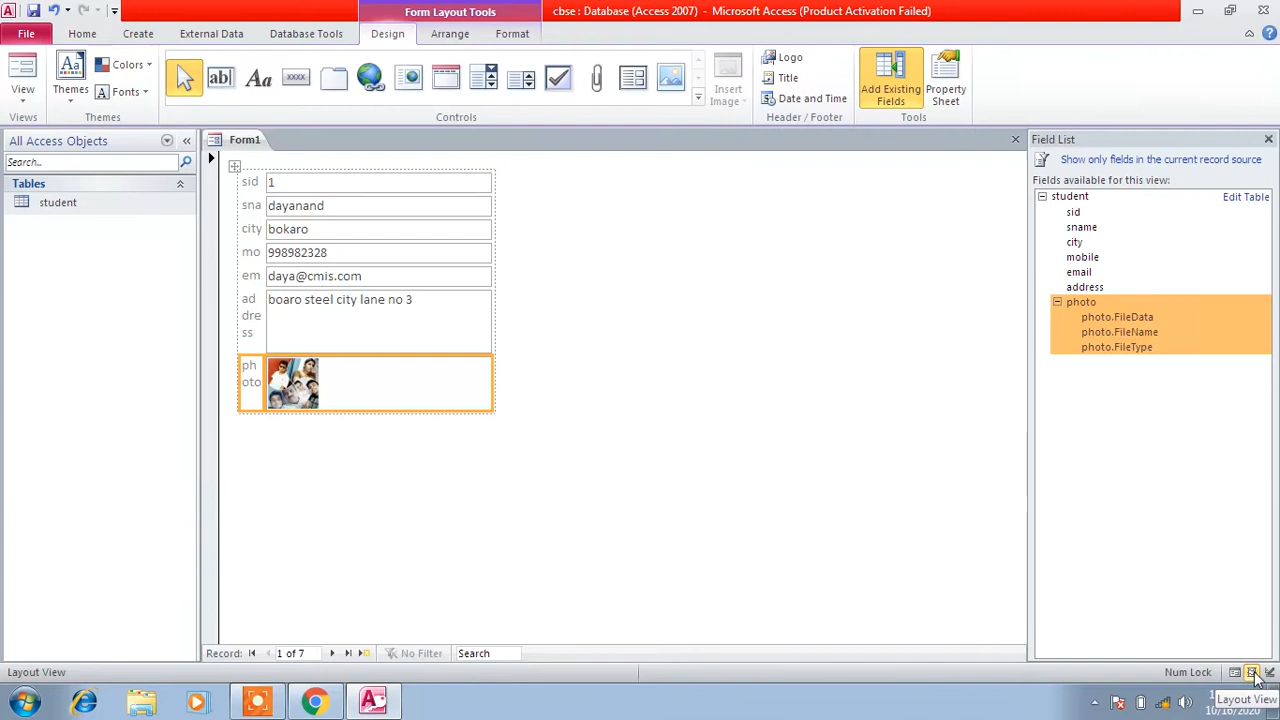 Form Layout Tools
cbse : Database (Access 2007) - Microsoft Access (Product Activation Failed)
File Home Create External Data Database Tools Design Arrange Format
View
Views
Themes
Colors
Fonts
Themes
ab|
Aa
xxxx
Insert
Image
Controls
Logo
Title
Date and Time
Header / Footer
Add Existing
Fields
Property
Sheet
Tools
All Access Objects
Search...
Tables
student
Form1
sid 1
sna dayanand
city bokaro
mo 998982328
em daya@cmis.com
ad
dre
ss
boaro steel city lane no 3
ph
oto
Field List
Show only fields in the current record source
Fields available for this view:
student Edit Table
sid
sname
city
mobile
email
address
photo
photo.FileData
photo.FileName
photo.FileType
Record: 1 of 7 No Filter Search
Layout View
Num Lock
Layout View
10/16/2020